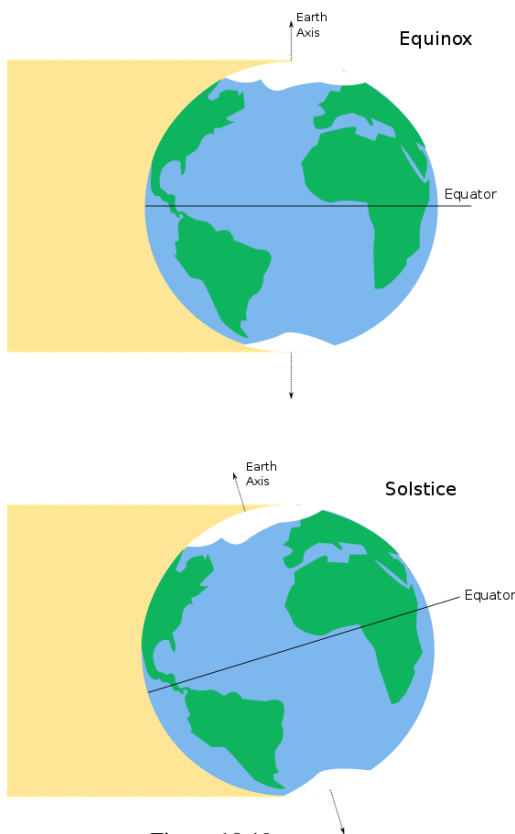 Earth
Axis
Equinox
Equator
Earth
Axis
Solstice
Equator